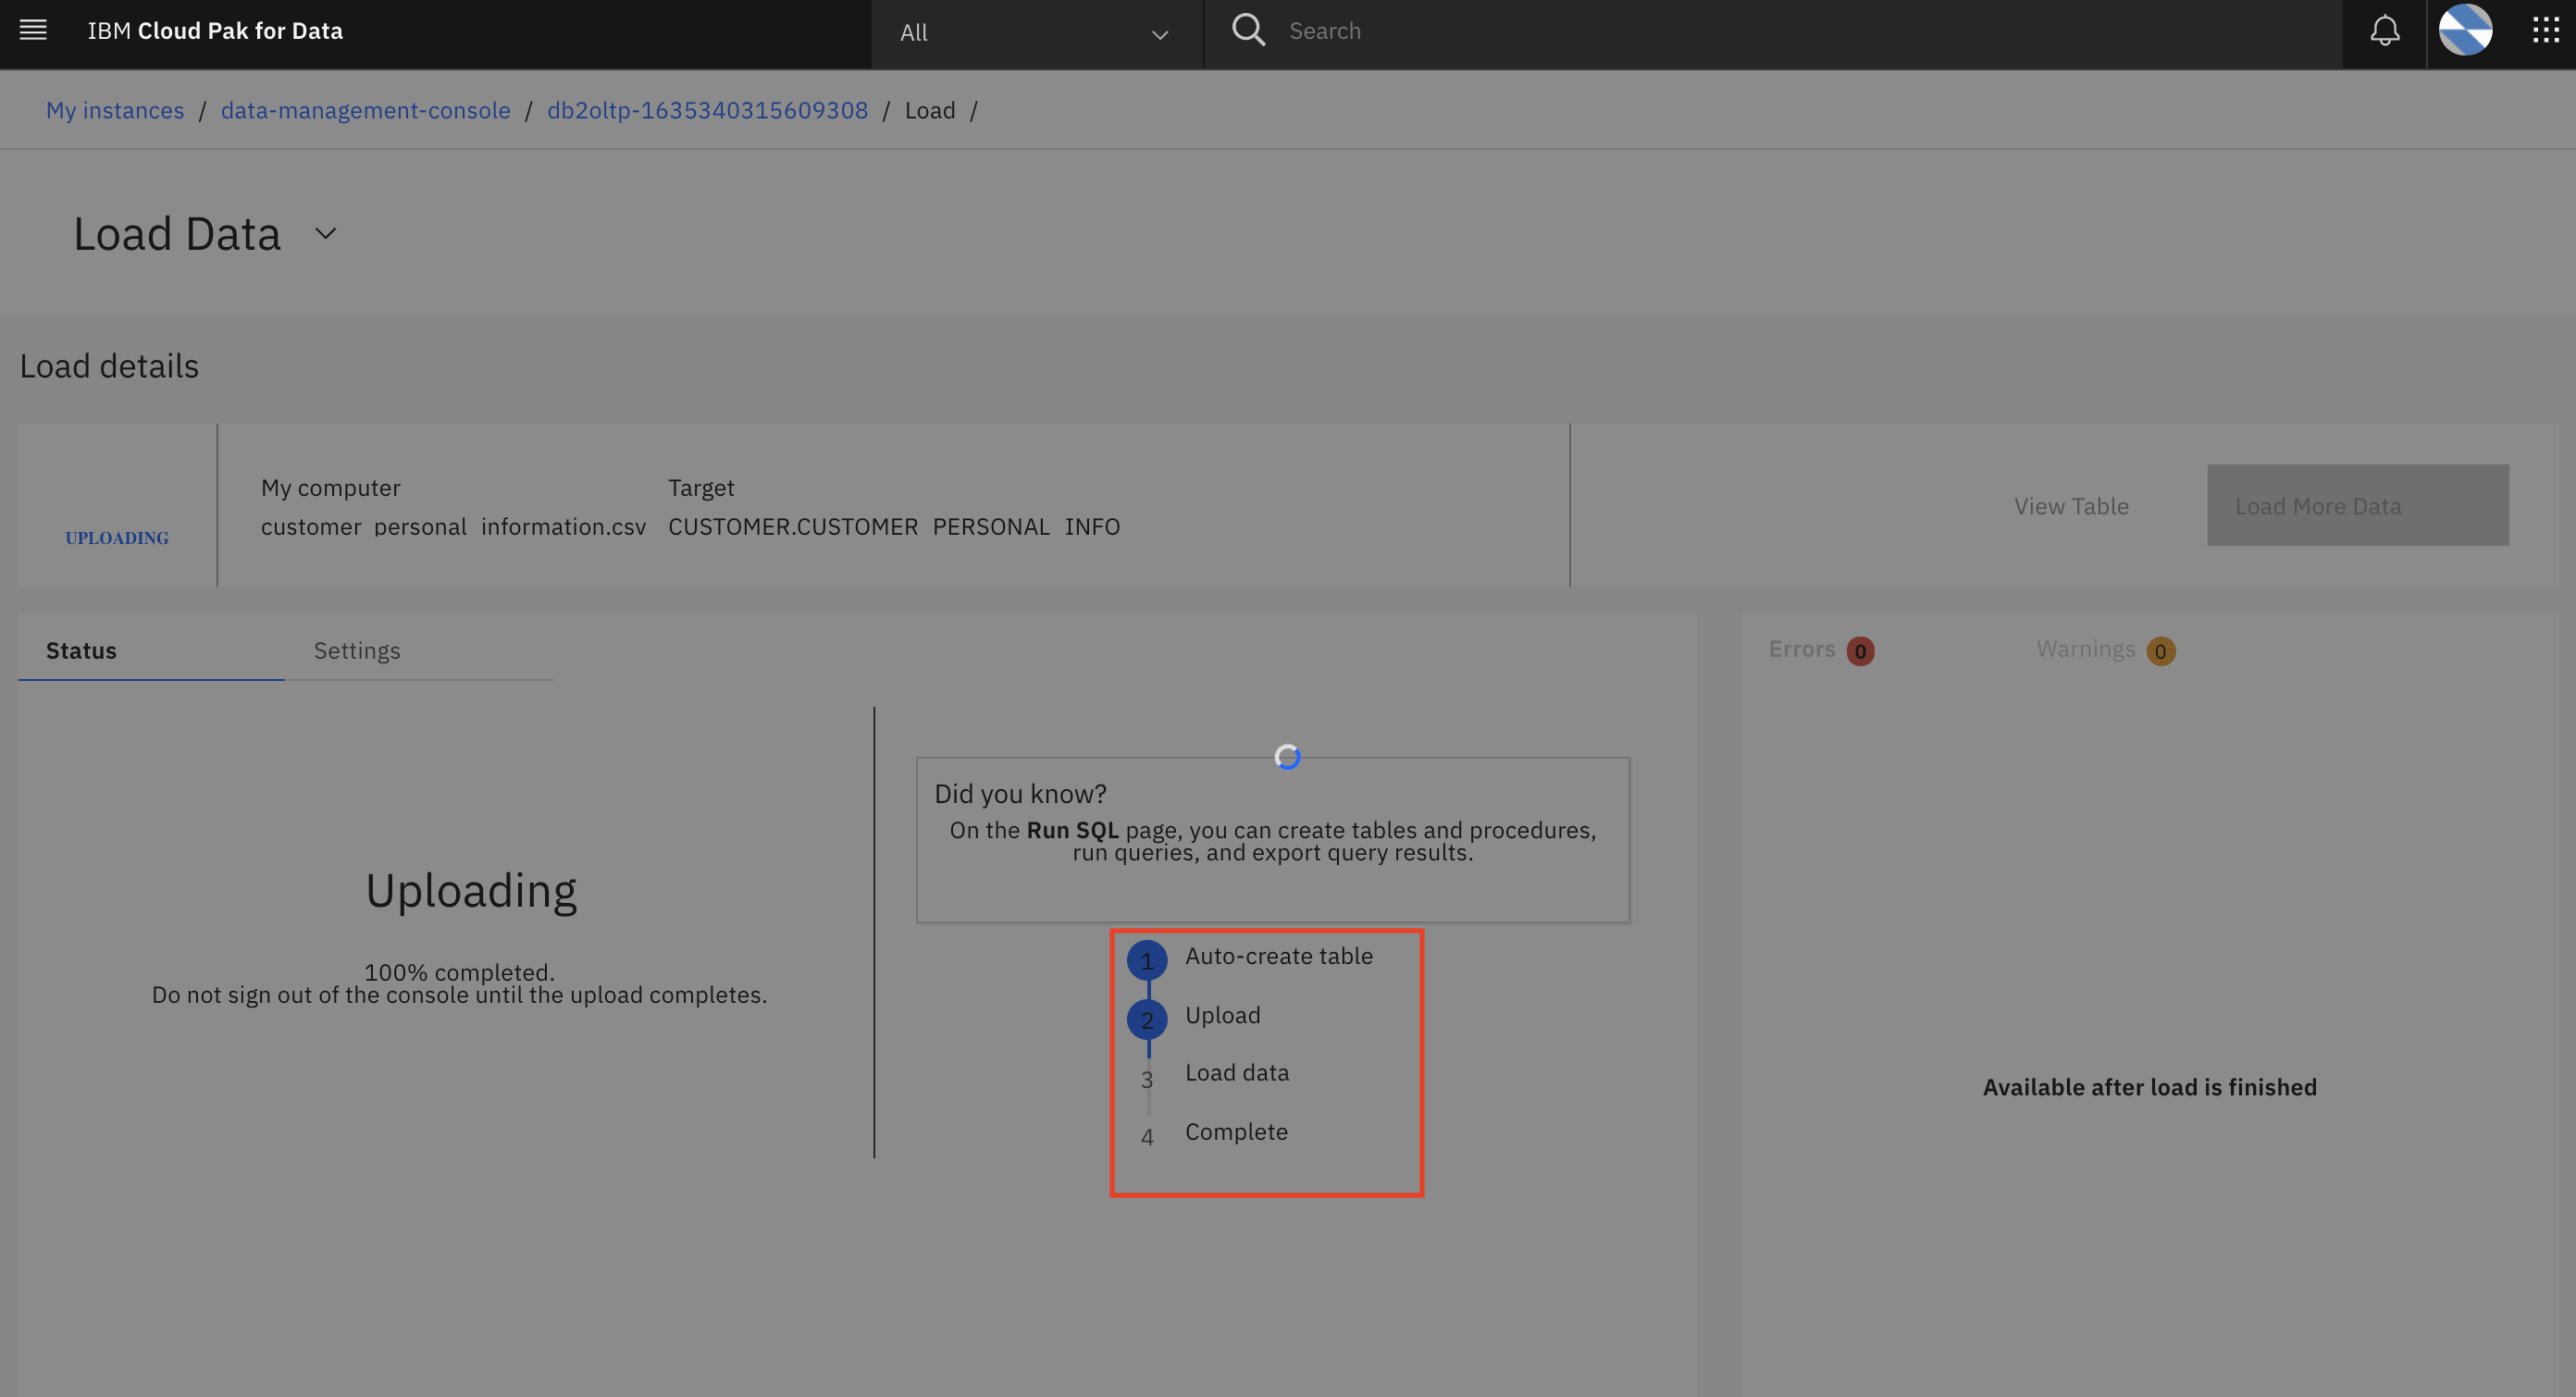 IBM Cloud Pak for Data
All
Search
My instances / data-management-console / db2oltp-1635340315609308 / Load /
Load Data
Load details
UPLOADING
My computer
customer_personal_information.csv
Target
CUSTOMER.CUSTOMER_PERSONAL_INFO
View Table
Load More Data
Status
Settings
Errors 0
Warnings 0
Uploading
100% completed.
Do not sign out of the console until the upload completes.
Did you know?
On the Run SQL page, you can create tables and procedures,
run queries, and export query results.
1 Auto-create table
2 Upload
3 Load data
4 Complete
Available after load is finished